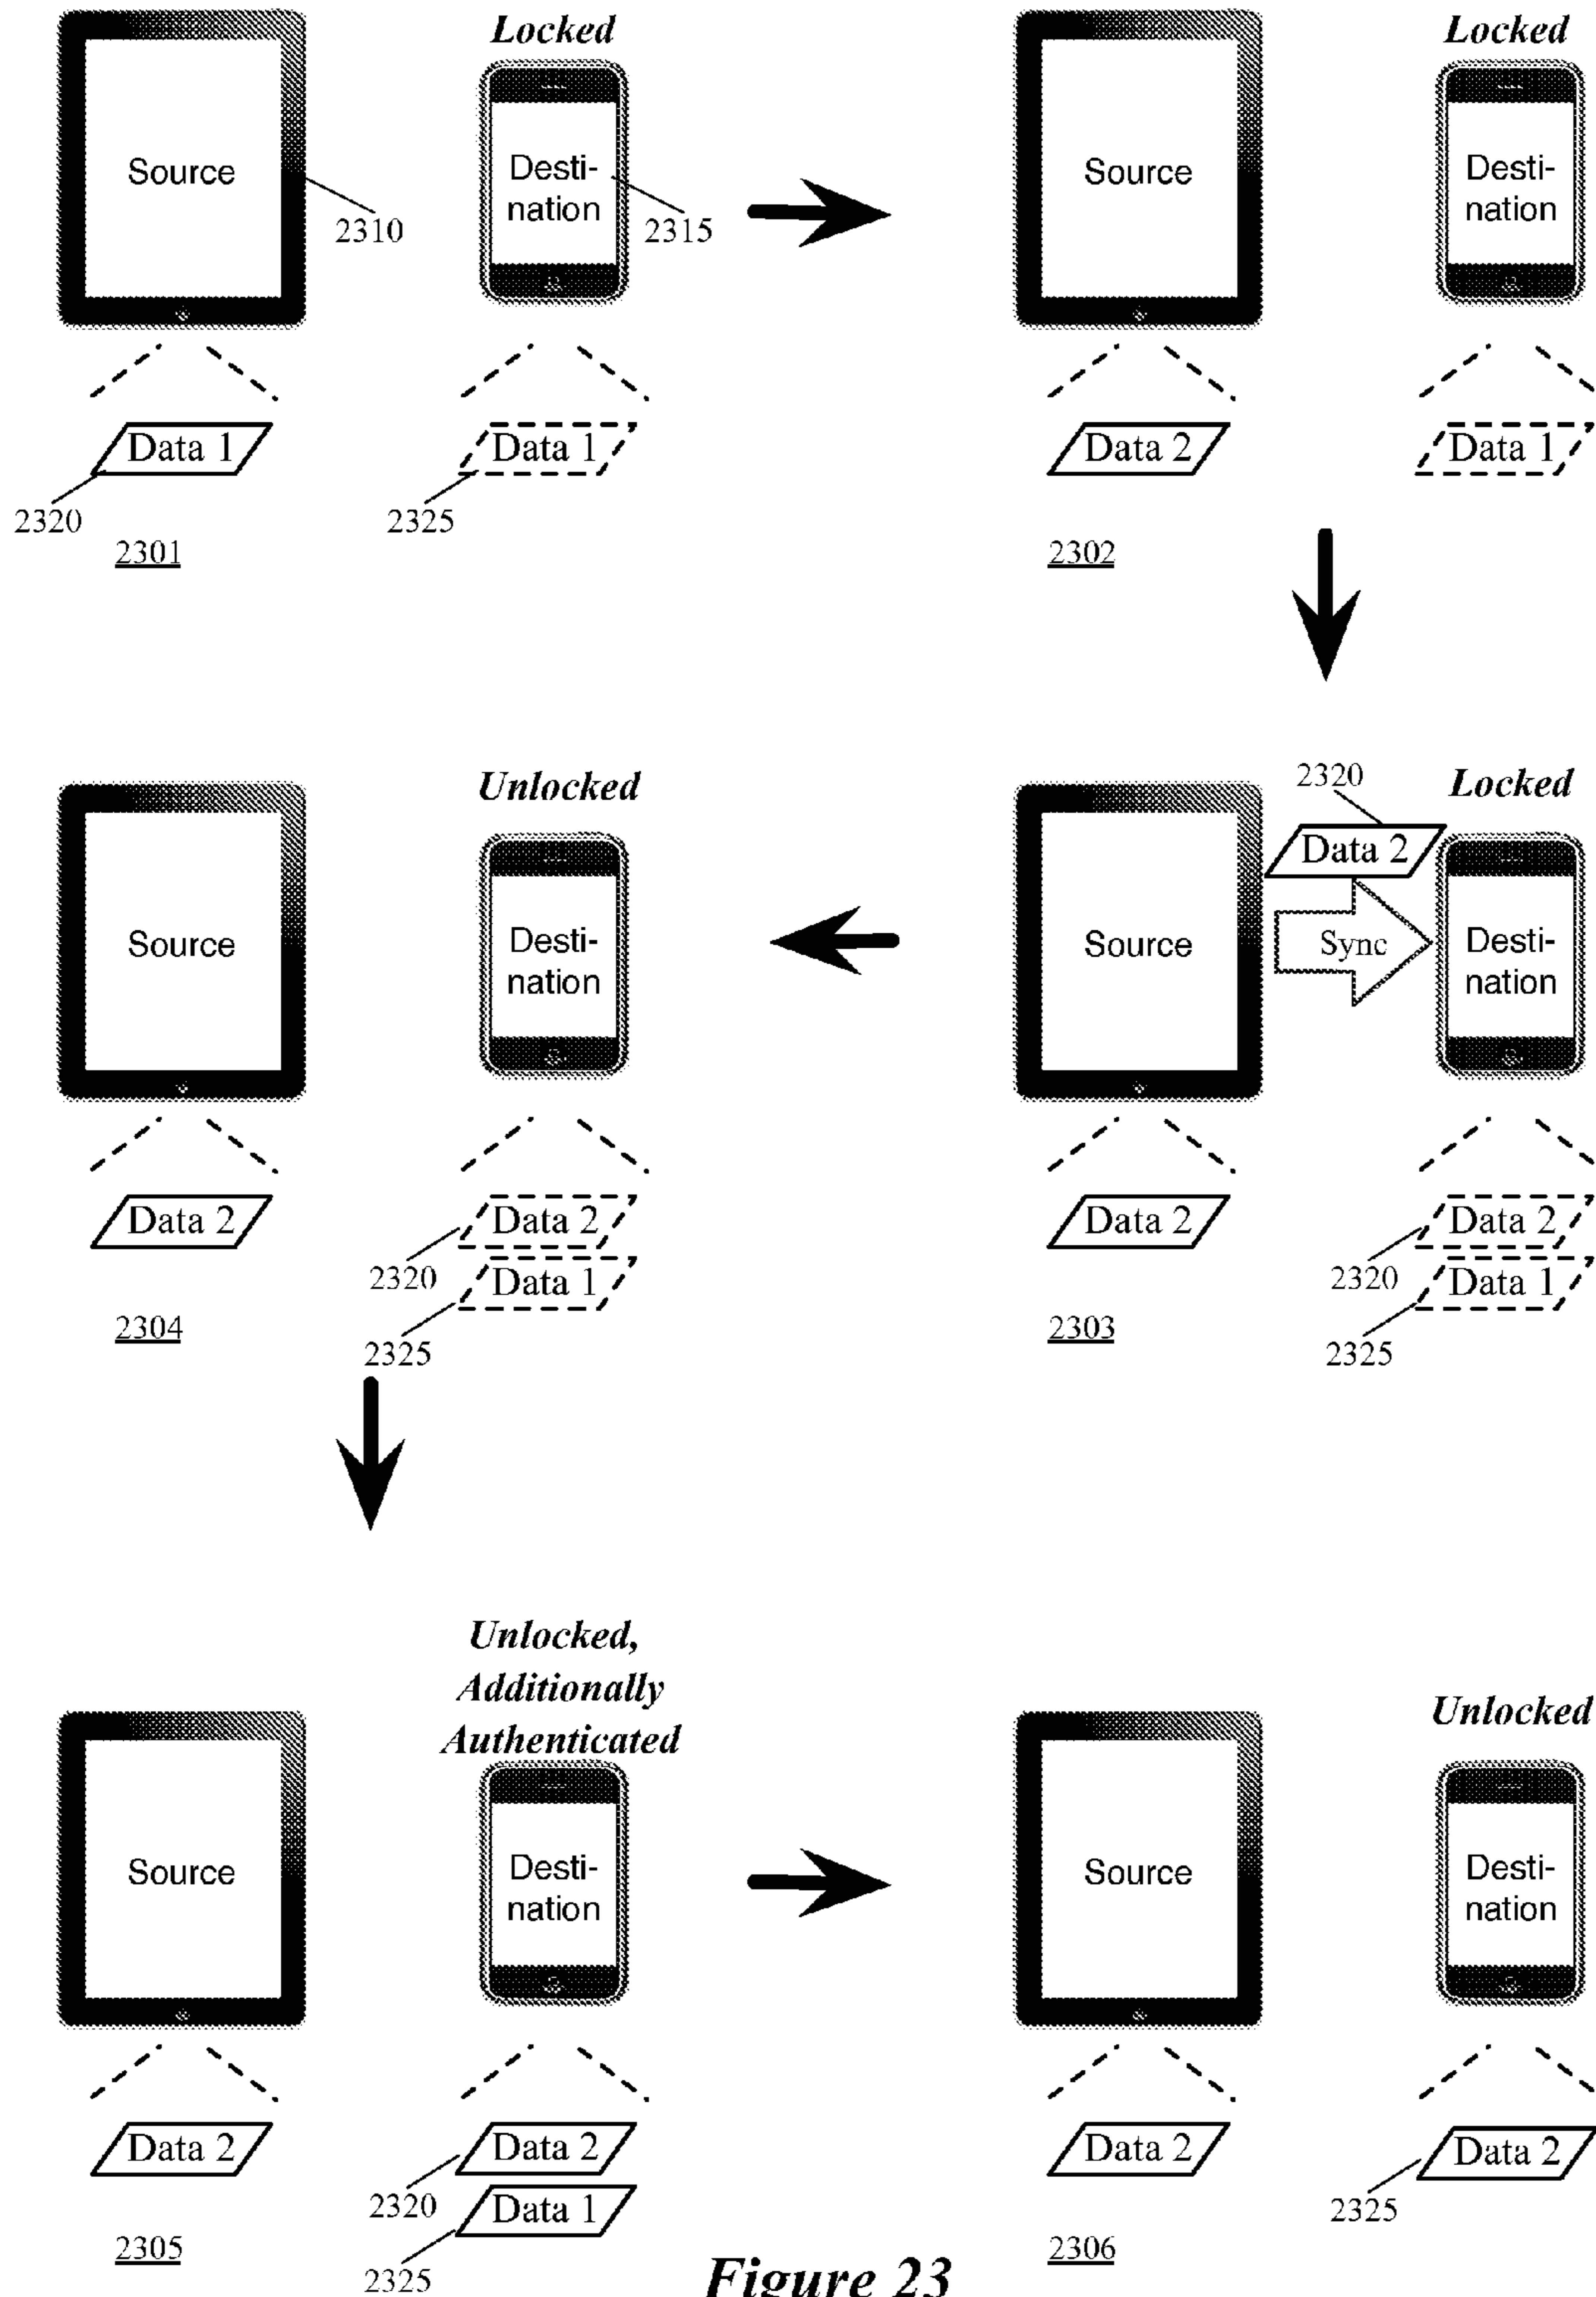 Locked
Source
Desti-
nation
2310
2315
Data 1
Data 1
2320
2325
2301
Locked
Source
Desti-
nation
Data 2
Data 1
2302
2320
Locked
Data 2
Source
Sync
Desti-
nation
Data 2
Data 2
2320
Data 1
2303
2325
Unlocked
Source
Desti-
nation
Data 2
Data 2
2320
Data 1
2304
2325
Unlocked,
Additionally
Authenticated
Source
Desti-
nation
Data 2
Data 2
2320
Data 1
2305
2325
Unlocked
Source
Desti-
nation
Data 2
Data 2
2325
2306
Figure 23